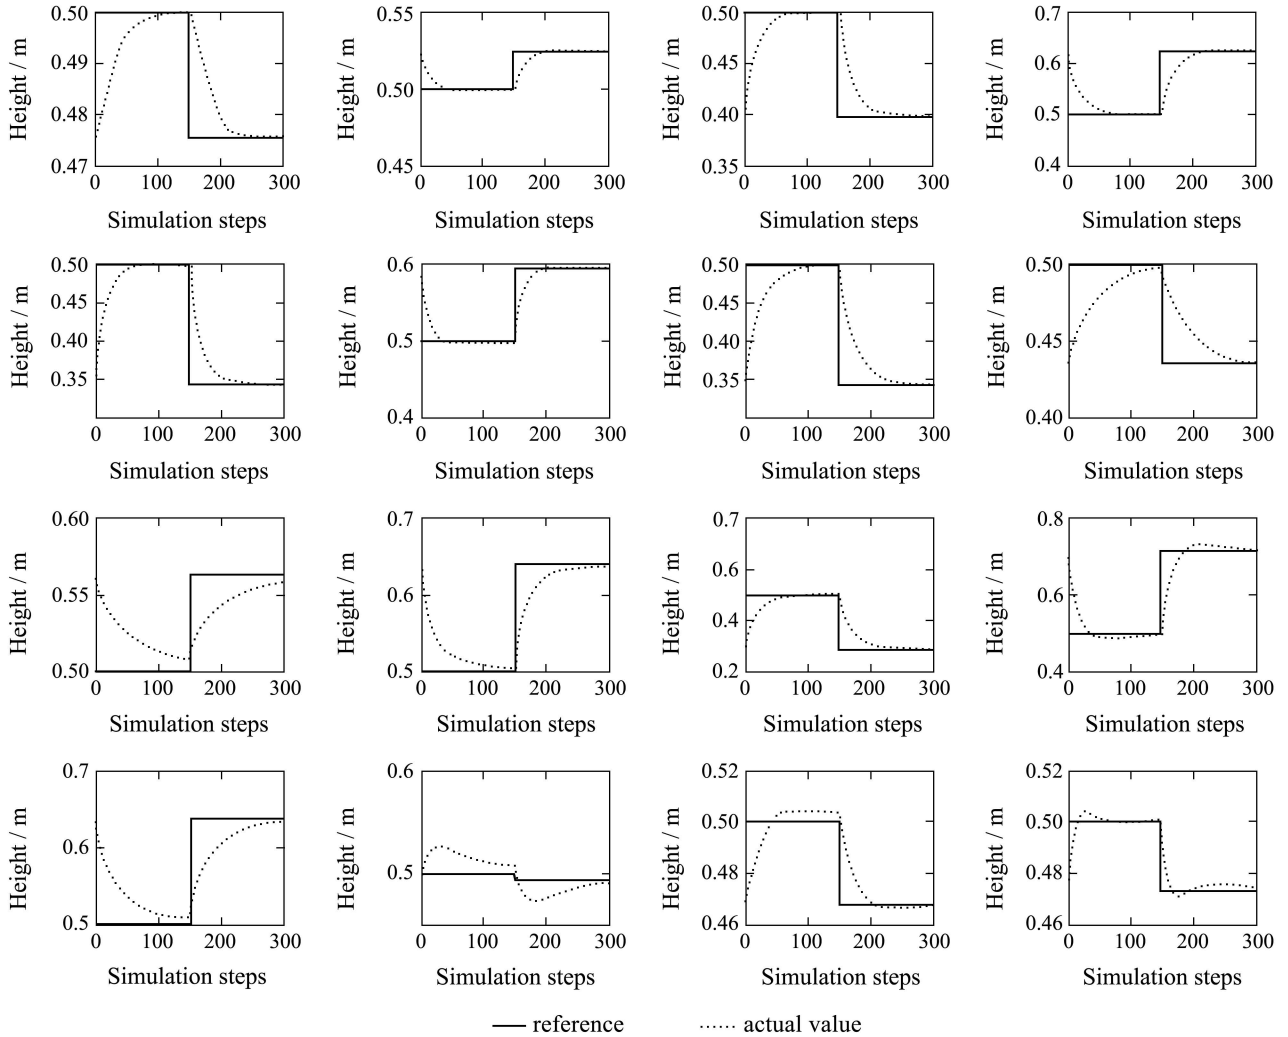 0.50 0.55 0.50 0.7
0.49 0.45 0.6
Height / m Height / m Height / m Height / m
0.50
0.48 0.40 0.5
0.47 0.45 0.35 0.4
0 100 200 300 0 100 200 300 0 100 200 300 0 100 200 300
Simulation steps Simulation steps Simulation steps Simulation steps
0.50 0.6 0.50 0.50
0.45 0.45
Height / m Height / m Height / m Height / m
0.40 0.5 0.40 0.45
0.35 0.35
0.4 0.40
0 100 200 300 0 100 200 300 0 100 200 300 0 100 200 300
Simulation steps Simulation steps Simulation steps Simulation steps
0.60 0.7 0.7 0.8
0.6
Height / m Height / m Height / m Height / m
0.55 0.6 0.6
0.4
0.50 0.5 0.2 0.4
0 100 200 300 0 100 200 300 0 100 200 300 0 100 200 300
Simulation steps Simulation steps Simulation steps Simulation steps
0.7 0.6 0.52 0.52
0.50 0.50
Height / m Height / m Height / m Height / m
0.6 0.5 0.48 0.48
0.5 0.46 0.46
0 100 200 300 0 100 200 300 0 100 200 300 0 100 200 300
Simulation steps Simulation steps Simulation steps Simulation steps
reference actual value